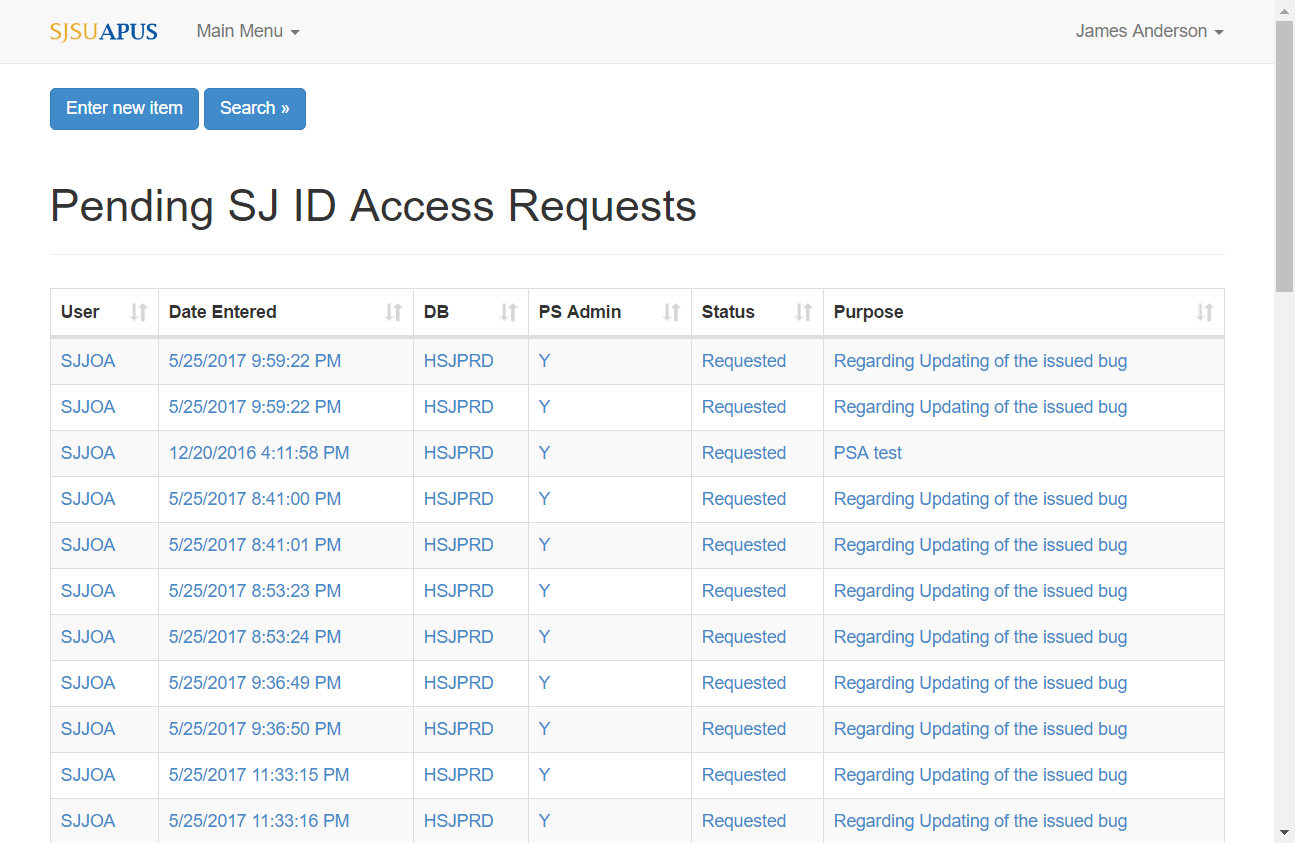 SJSUAPUS Main Menu James Anderson
Enter new item Search »
Pending SJ ID Access Requests
User Date Entered DB PS Admin Status Purpose
SJJOA 5/25/2017 9:59:22 PM HSJPRD Y Requested Regarding Updating of the issued bug
SJJOA 5/25/2017 9:59:22 PM HSJPRD Y Requested Regarding Updating of the issued bug
SJJOA 12/20/2016 4:11:58 PM HSJPRD Y Requested PSA test
SJJOA 5/25/2017 8:41:00 PM HSJPRD Y Requested Regarding Updating of the issued bug
SJJOA 5/25/2017 8:41:01 PM HSJPRD Y Requested Regarding Updating of the issued bug
SJJOA 5/25/2017 8:53:23 PM HSJPRD Y Requested Regarding Updating of the issued bug
SJJOA 5/25/2017 8:53:24 PM HSJPRD Y Requested Regarding Updating of the issued bug
SJJOA 5/25/2017 9:36:49 PM HSJPRD Y Requested Regarding Updating of the issued bug
SJJOA 5/25/2017 9:36:50 PM HSJPRD Y Requested Regarding Updating of the issued bug
SJJOA 5/25/2017 11:33:15 PM HSJPRD Y Requested Regarding Updating of the issued bug
SJJOA 5/25/2017 11:33:16 PM HSJPRD Y Requested Regarding Updating of the issued bug